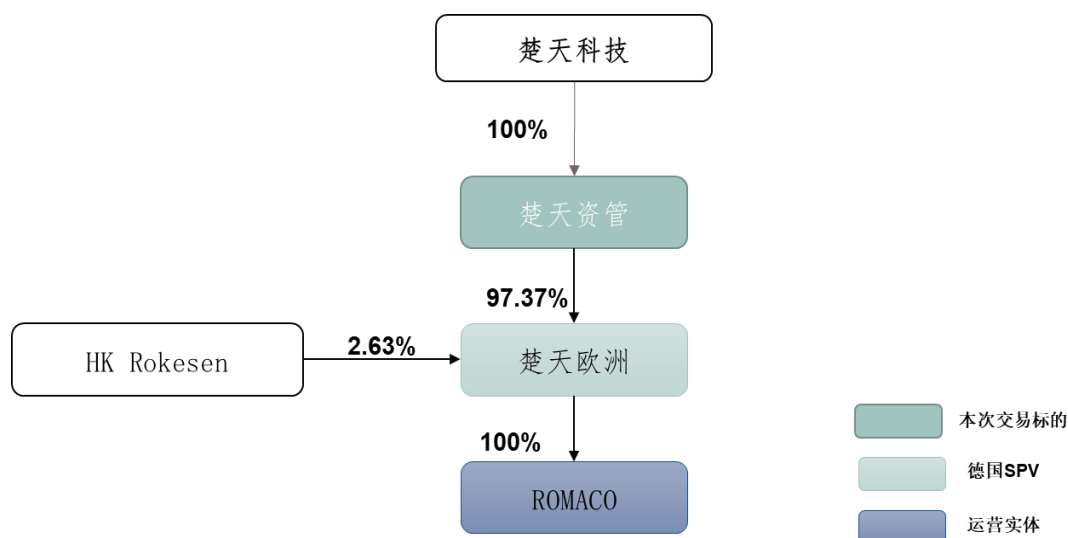 楚天科技
100%
楚天资管
97.37%
HK Rokesen
2.63%
楚天欧洲
100%
ROMACO
本次交易标的
德国SPV
运营实体